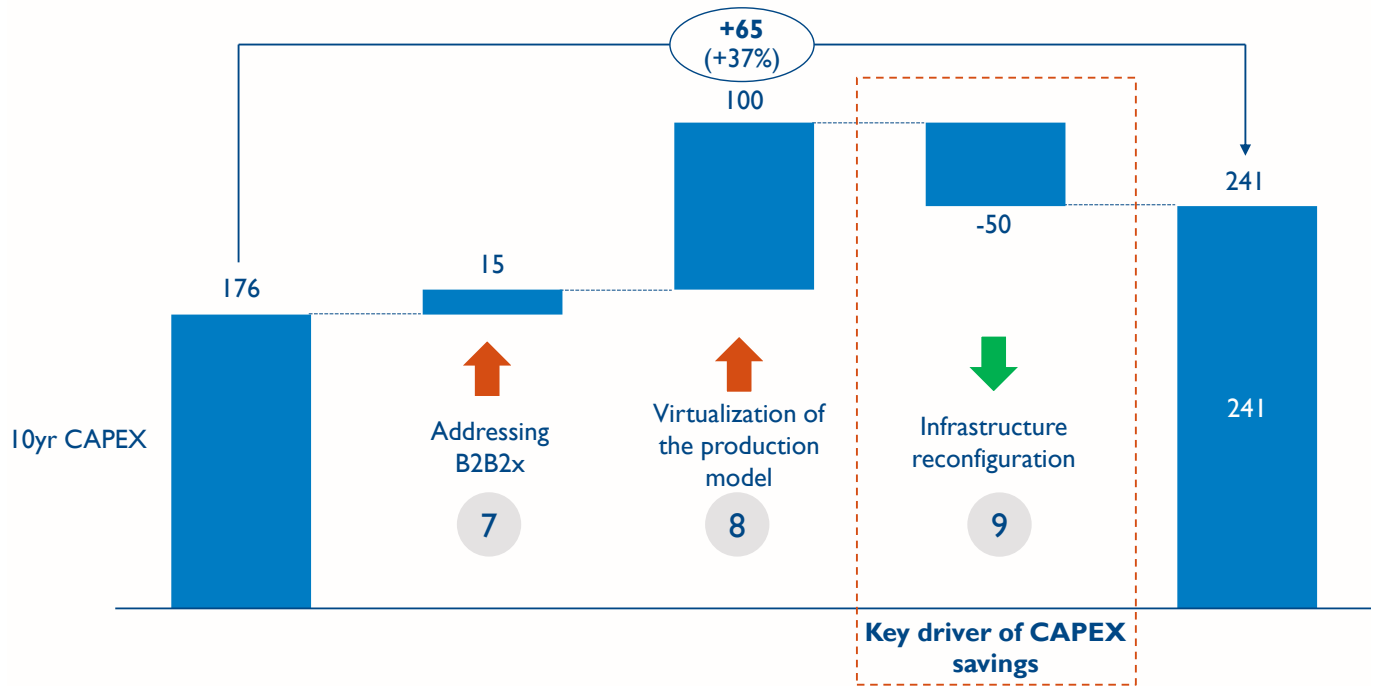 +65
(+37%)
100
241
-50
15
176
241
10yr CAPEX
Addressing
B2B2x
7
Virtualization of
the production
model
8
Infrastructure
reconfiguration
9
Key driver of CAPEX
savings